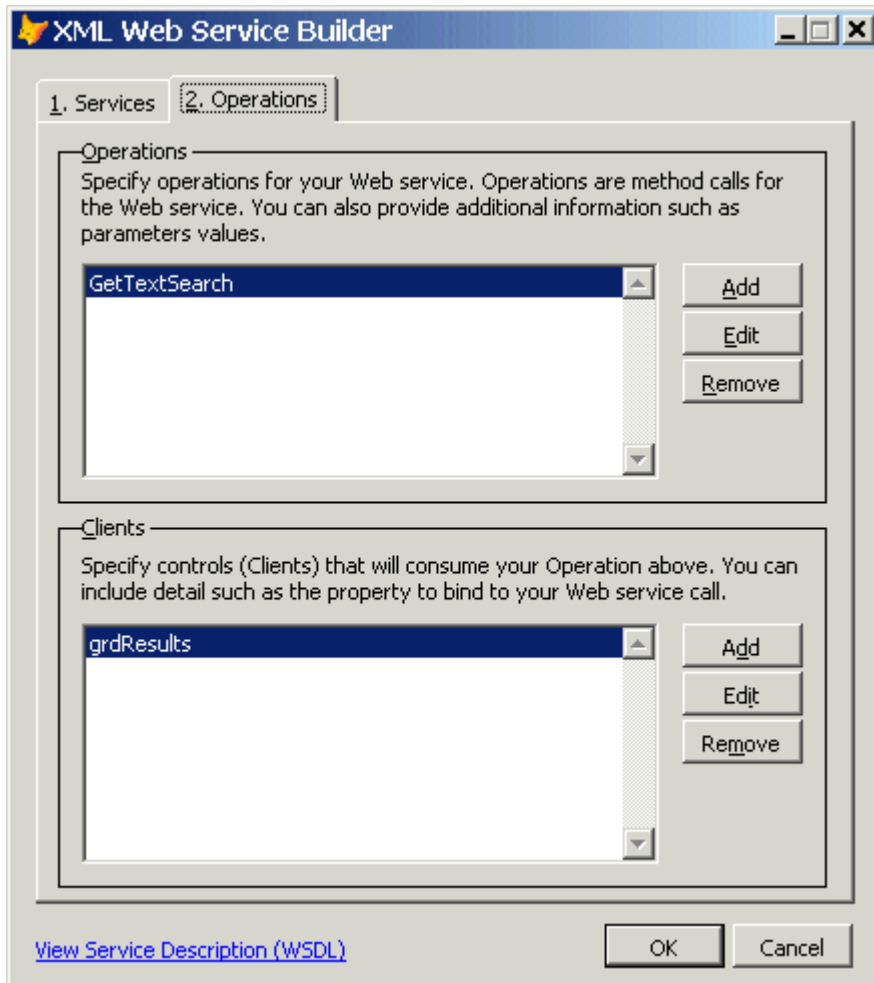 XML Web Service Builder
1. Services
2. Operations
Operations
Specify operations for your Web service. Operations are method calls for
the Web service. You can also provide additional information such as
parameters values.
GetTextSearch
Add
Edit
Remove
Clients
Specify controls (Clients) that will consume your Operation above. You can
include detail such as the property to bind to your Web service call.
grdResults
Add
Edit
Remove
View Service Description (WSDL)
OK
Cancel